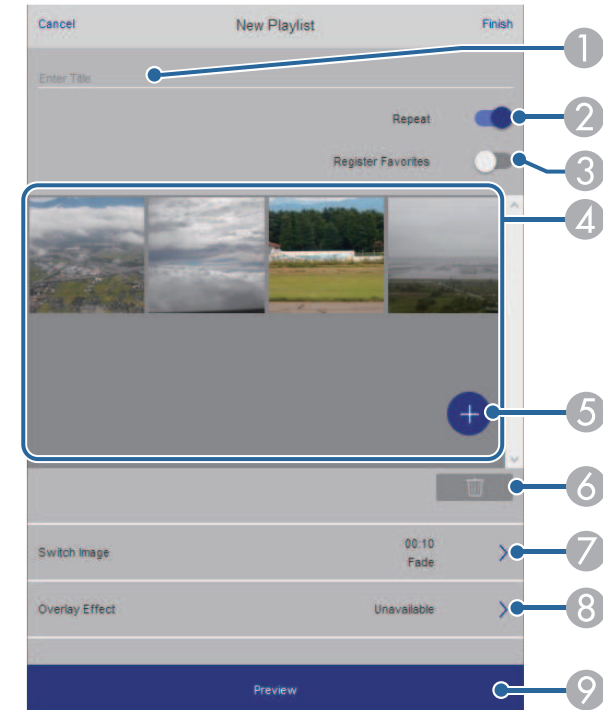 Cancel New Playlist Finish
1
Enter Title
Repeat 2
Register Favorites 3
4
5
6
Switch Image 00:10 7
Fade
Overlay Effect Unavailable 8
Preview 9